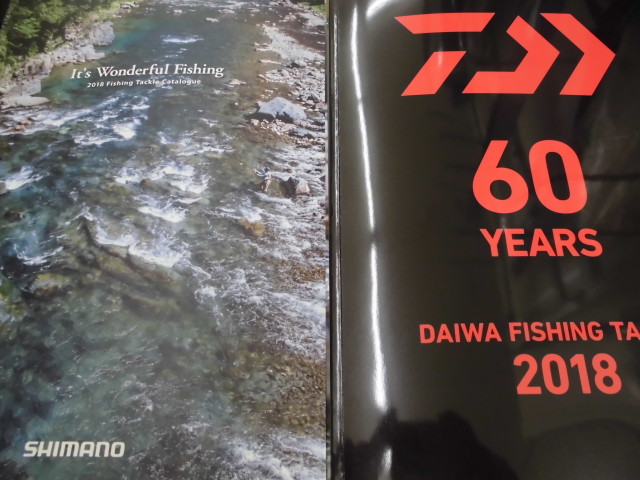 It's Wonderful Fishing
2018 Fishing Tackle Catalogue
SHIMANO
60
YEARS
DAIWA FISHING TA
2018